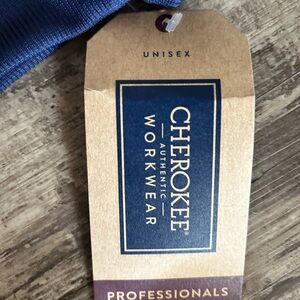 UNISEX
CHEROKEE®
AUTHENTIC
WORKWEAR
PROFESSIONALS